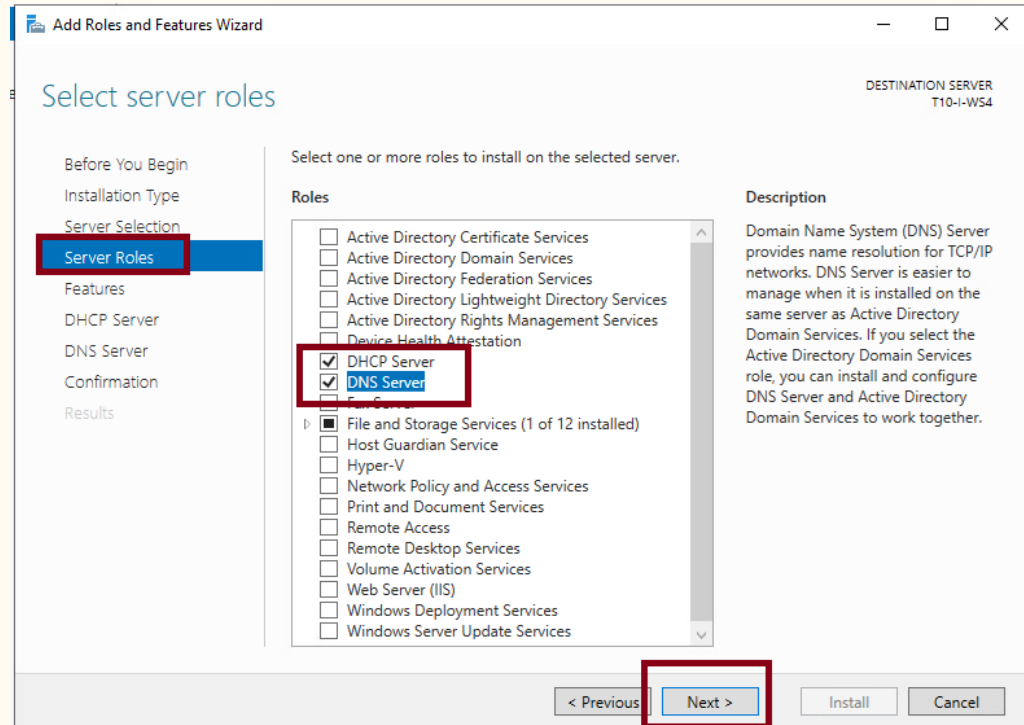 Add Roles and Features Wizard
Select server roles
DESTINATION SERVER
T10-I-WS4
Before You Begin
Installation Type
Server Selection
Server Roles
Features
DHCP Server
DNS Server
Confirmation
Results
Select one or more roles to install on the selected server.
Roles
Active Directory Certificate Services
Active Directory Domain Services
Active Directory Federation Services
Active Directory Lightweight Directory Services
Active Directory Rights Management Services
Device Health Attestation
DHCP Server
DNS Server
Fax Server
File and Storage Services (1 of 12 installed)
Host Guardian Service
Hyper-V
Network Policy and Access Services
Print and Document Services
Remote Access
Remote Desktop Services
Volume Activation Services
Web Server (IIS)
Windows Deployment Services
Windows Server Update Services
Description
Domain Name System (DNS) Server
provides name resolution for TCP/IP
networks. DNS Server is easier to
manage when it is installed on the
same server as Active Directory
Domain Services. If you select the
Active Directory Domain Services
role, you can install and configure
DNS Server and Active Directory
Domain Services to work together.
< Previous
Next >
Install
Cancel